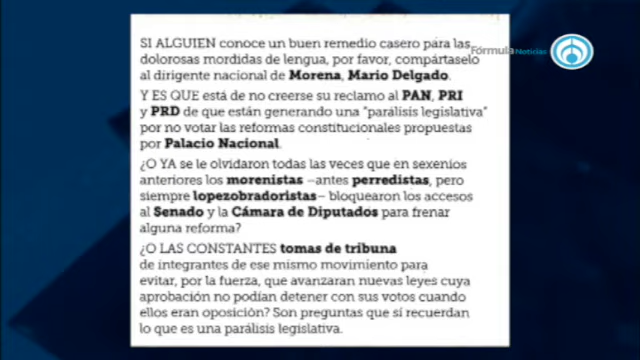 Fórmula
Noticias
SI ALGUIEN conoce un buen remedio casero para las
dolorosas mordidas de lengua, por favor, compártaselo
al dirigente nacional de Morena, Mario Delgado.
Y ES QUE está de no creerse su reclamo al PAN, PRI
y PRD de que están generando una "parálisis legislativa"
por no votar las reformas constitucionales propuestas
por Palacio Nacional.
¿O YA se le olvidaron todas las veces que en sexenios
anteriores los morenistas –antes perredistas, pero
siempre lopezobradoristas– bloquearon los accesos
al Senado y la Cámara de Diputados para frenar
alguna reforma?
¿O LAS CONSTANTES tomas de tribuna
de integrantes de ese mismo movimiento para
evitar, por la fuerza, que avanzaran nuevas leyes cuya
aprobación no podían detener con sus votos cuando
ellos eran oposición? Son preguntas que sí recuerdan
lo que es una parálisis legislativa.